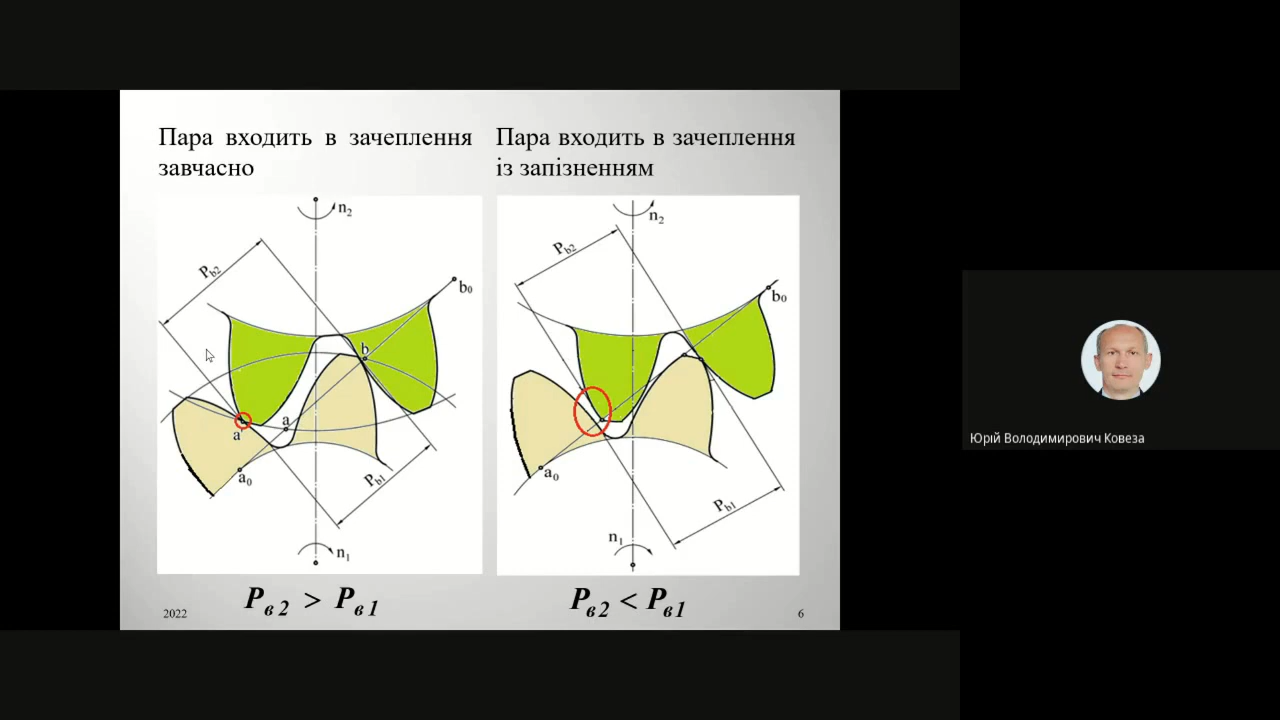 Пара входить в зачеплення
завчасно
Пара входить в зачеплення
із запізненням
n₂
P_b2
b₀
b
a'
a
a₀
P_b1
n₁
n₂
P_b2
b₀
a₀
P_b1
n₁
P_в2 > P_в1
P_в2 < P_в1
2022
6
Юрій Володимирович Ковеза